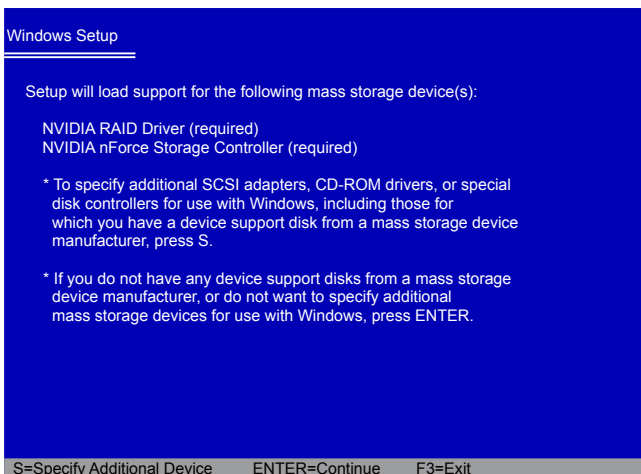 Windows Setup
Setup will load support for the following mass storage device(s):
NVIDIA RAID Driver (required)
NVIDIA nForce Storage Controller (required)
* To specify additional SCSI adapters, CD-ROM drivers, or special
disk controllers for use with Windows, including those for
which you have a device support disk from a mass storage device
manufacturer, press S.
* If you do not have any device support disks from a mass storage
device manufacturer, or do not want to specify additional
mass storage devices for use with Windows, press ENTER.
S=Specify Additional Device ENTER=Continue F3=Exit